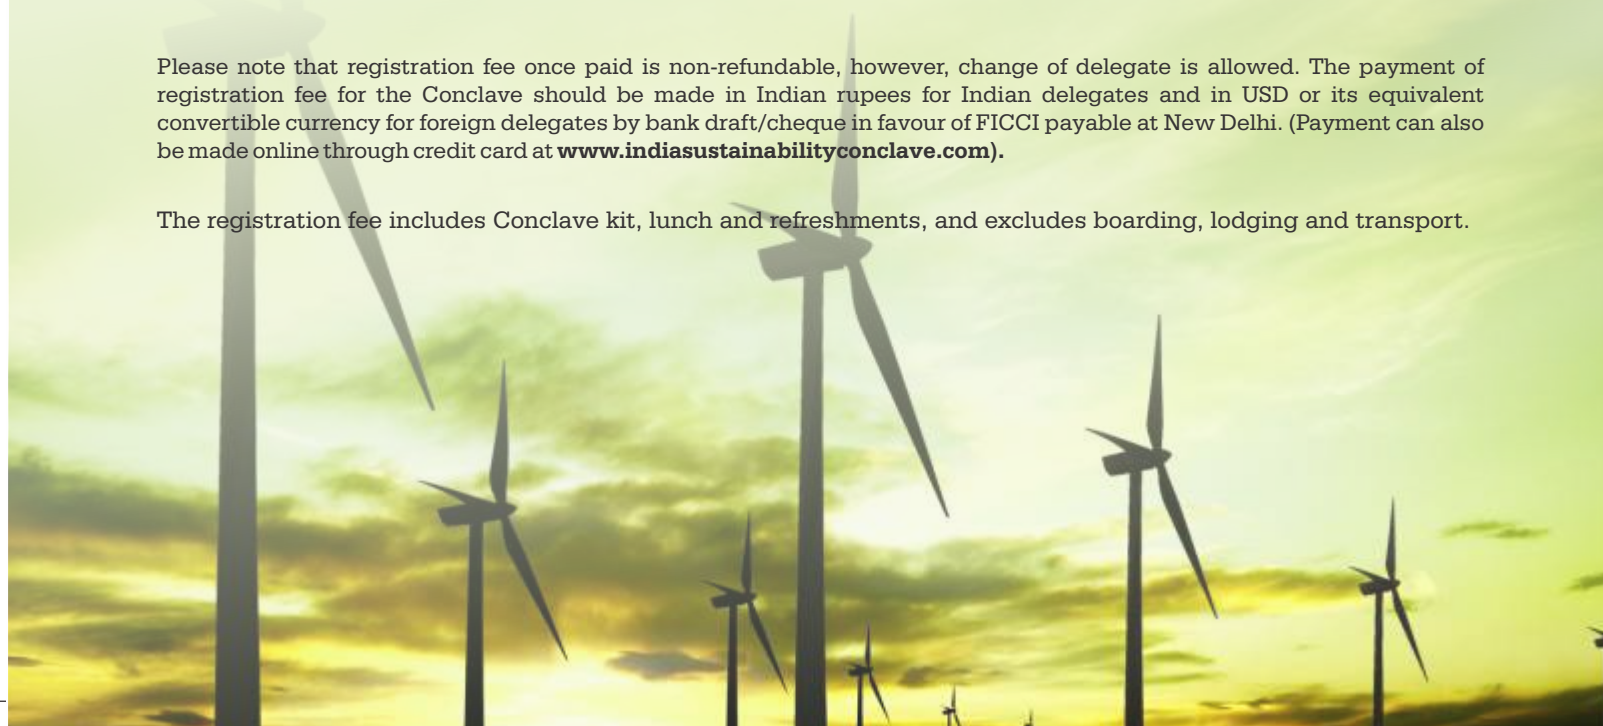 Please note that registration fee once paid is non-refundable, however, change of delegate is allowed. The payment of
registration fee for the Conclave should be made in Indian rupees for Indian delegates and in USD or its equivalent
convertible currency for foreign delegates by bank draft/cheque in favour of FICCI payable at New Delhi. (Payment can also
be made online through credit card at www.indiasustainabilityconclave.com).
The registration fee includes Conclave kit, lunch and refreshments, and excludes boarding, lodging and transport.